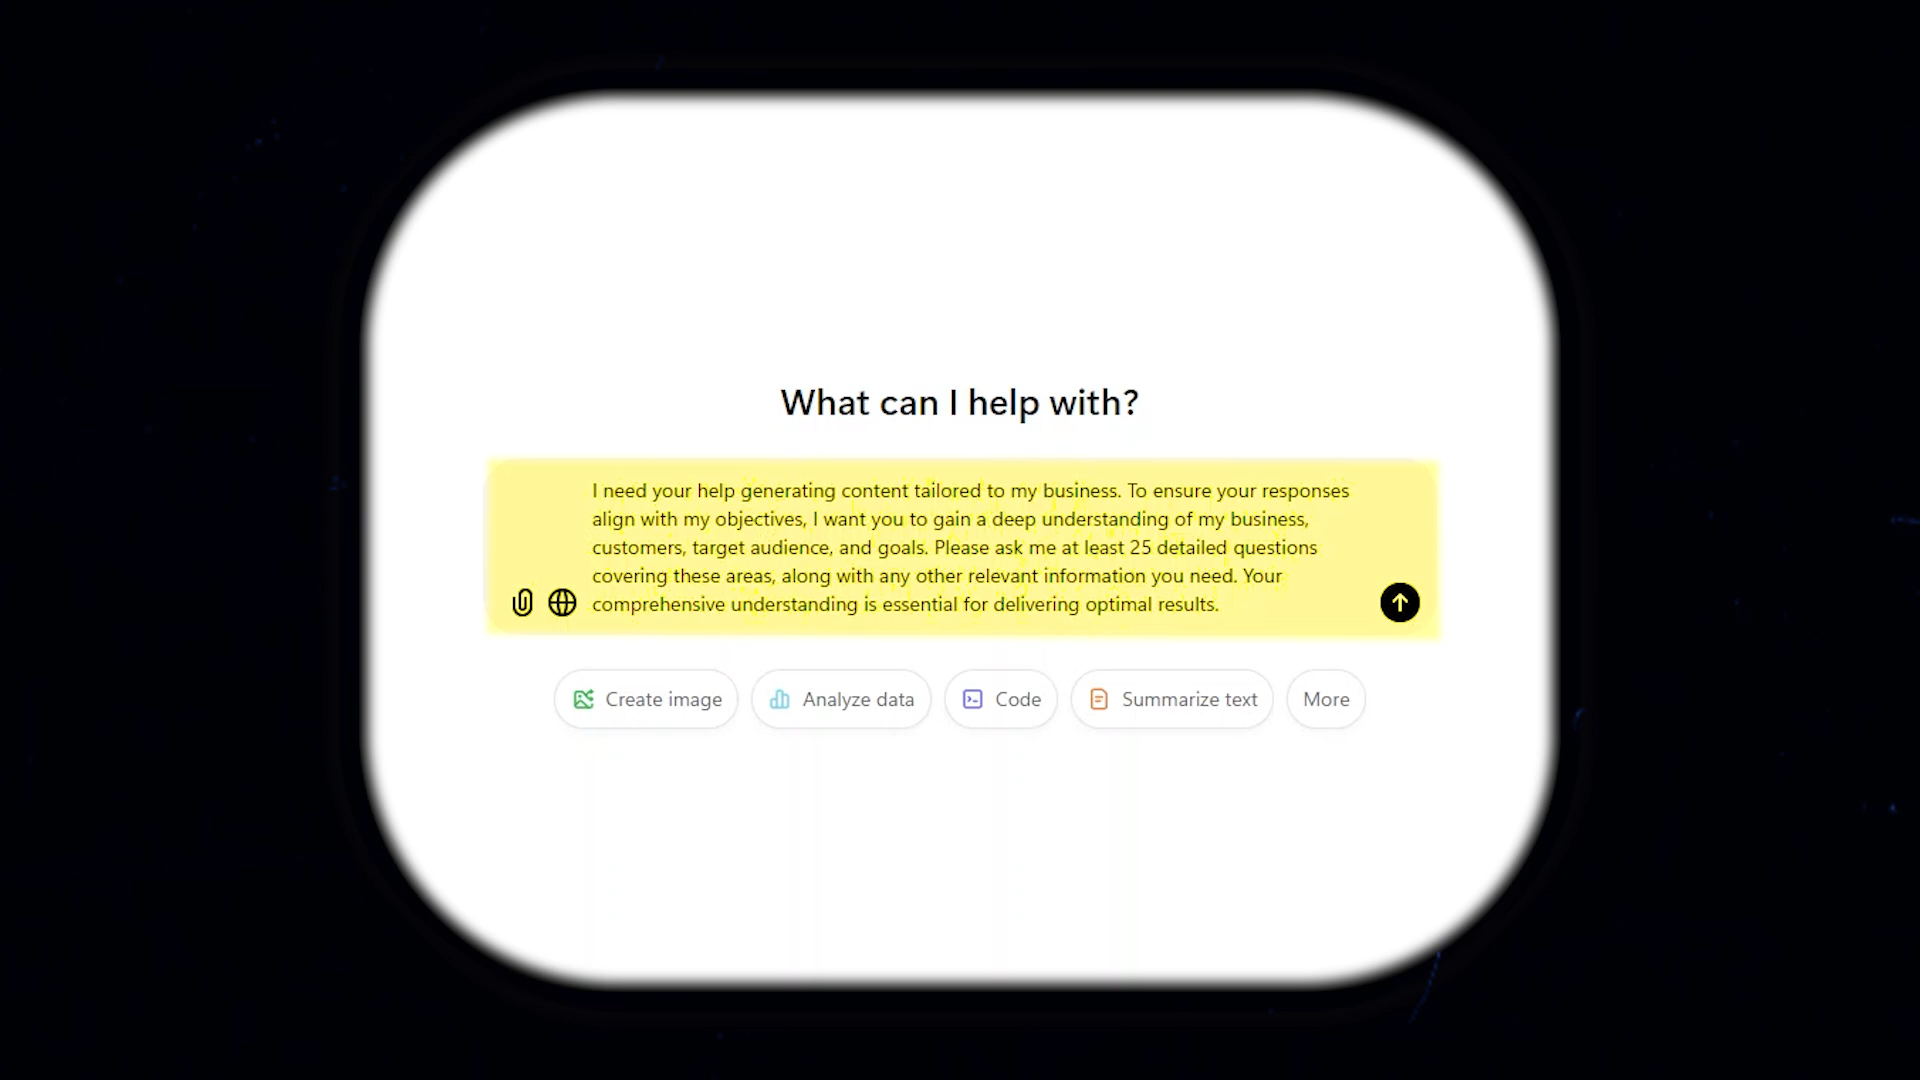 What can I help with?
I need your help generating content tailored to my business. To ensure your responses
align with my objectives, I want you to gain a deep understanding of my business,
customers, target audience, and goals. Please ask me at least 25 detailed questions
covering these areas, along with any other relevant information you need. Your
comprehensive understanding is essential for delivering optimal results.
Create image Analyze data Code Summarize text More